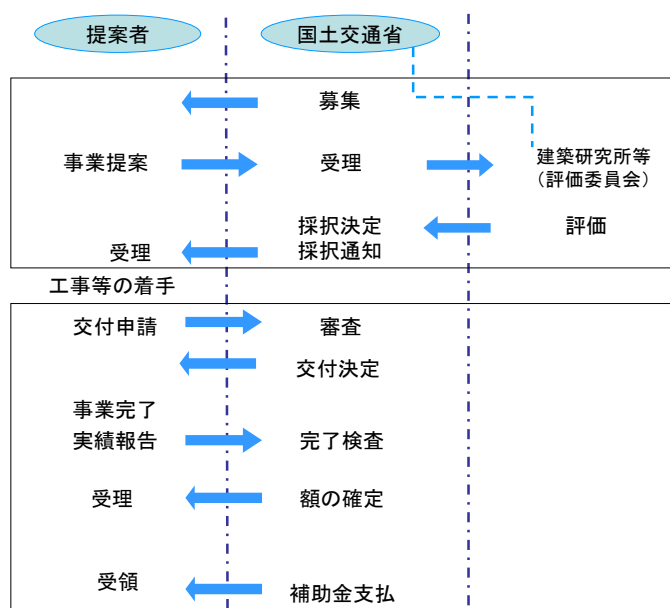 提案者
国土交通省
募集
事業提案
受理
建築研究所等
(評価委員会)
採択決定
評価
受理
採択通知
工事等の着手
交付申請
審査
交付決定
事業完了
実績報告
完了検査
受理
額の確定
受領
補助金支払